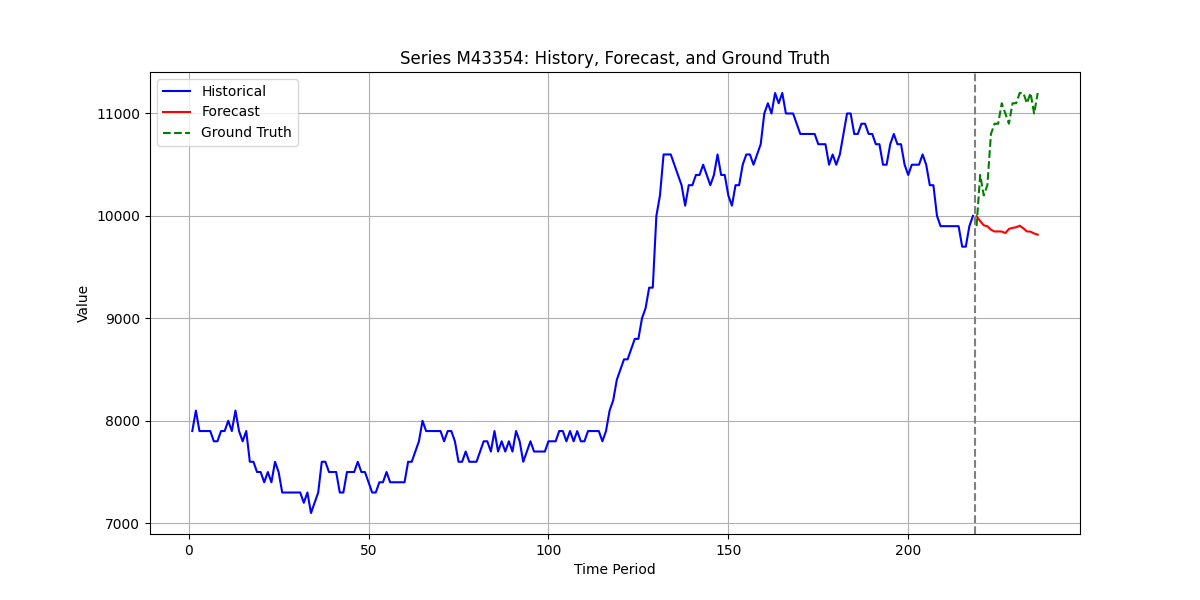 Series M43354: History, Forecast, and Ground Truth
Historical
Forecast
Ground Truth
11000
10000
9000
8000
7000
Value
0
50
100
150
200
Time Period